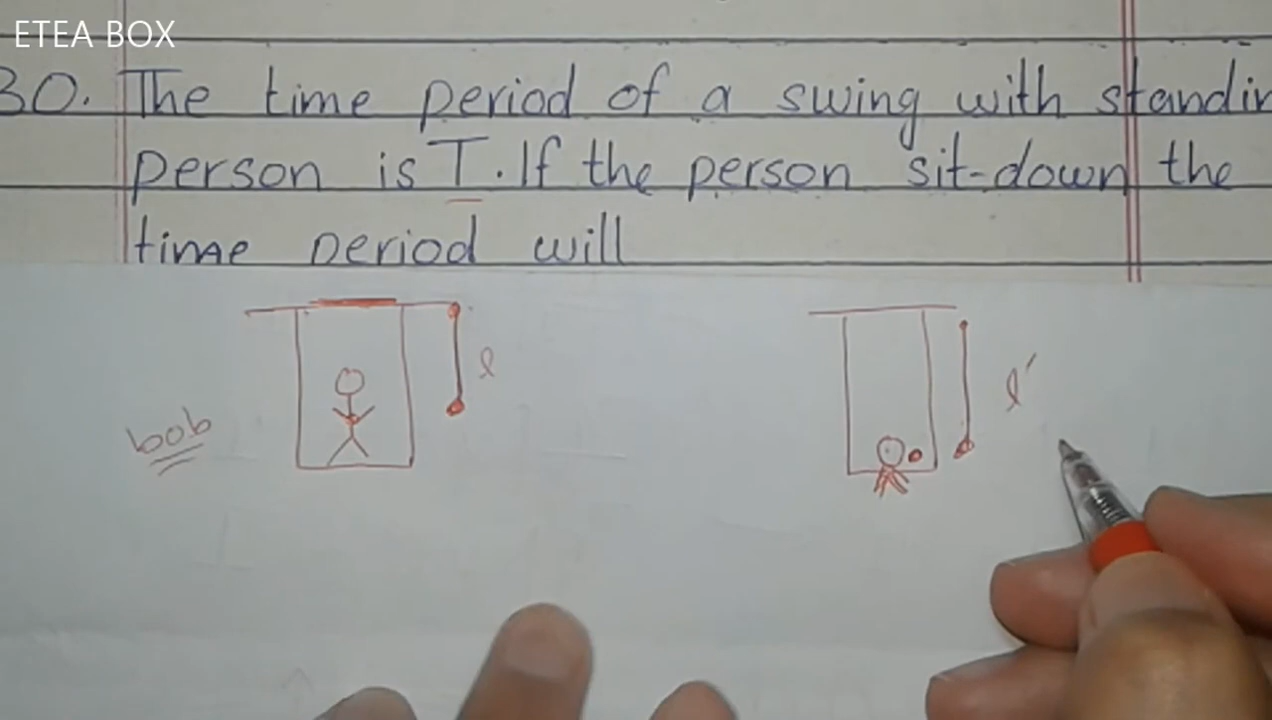 ETEA BOX
30. The time period of a swing with standin
person is T. If the person sit-down the
time period will
l
l'
bob